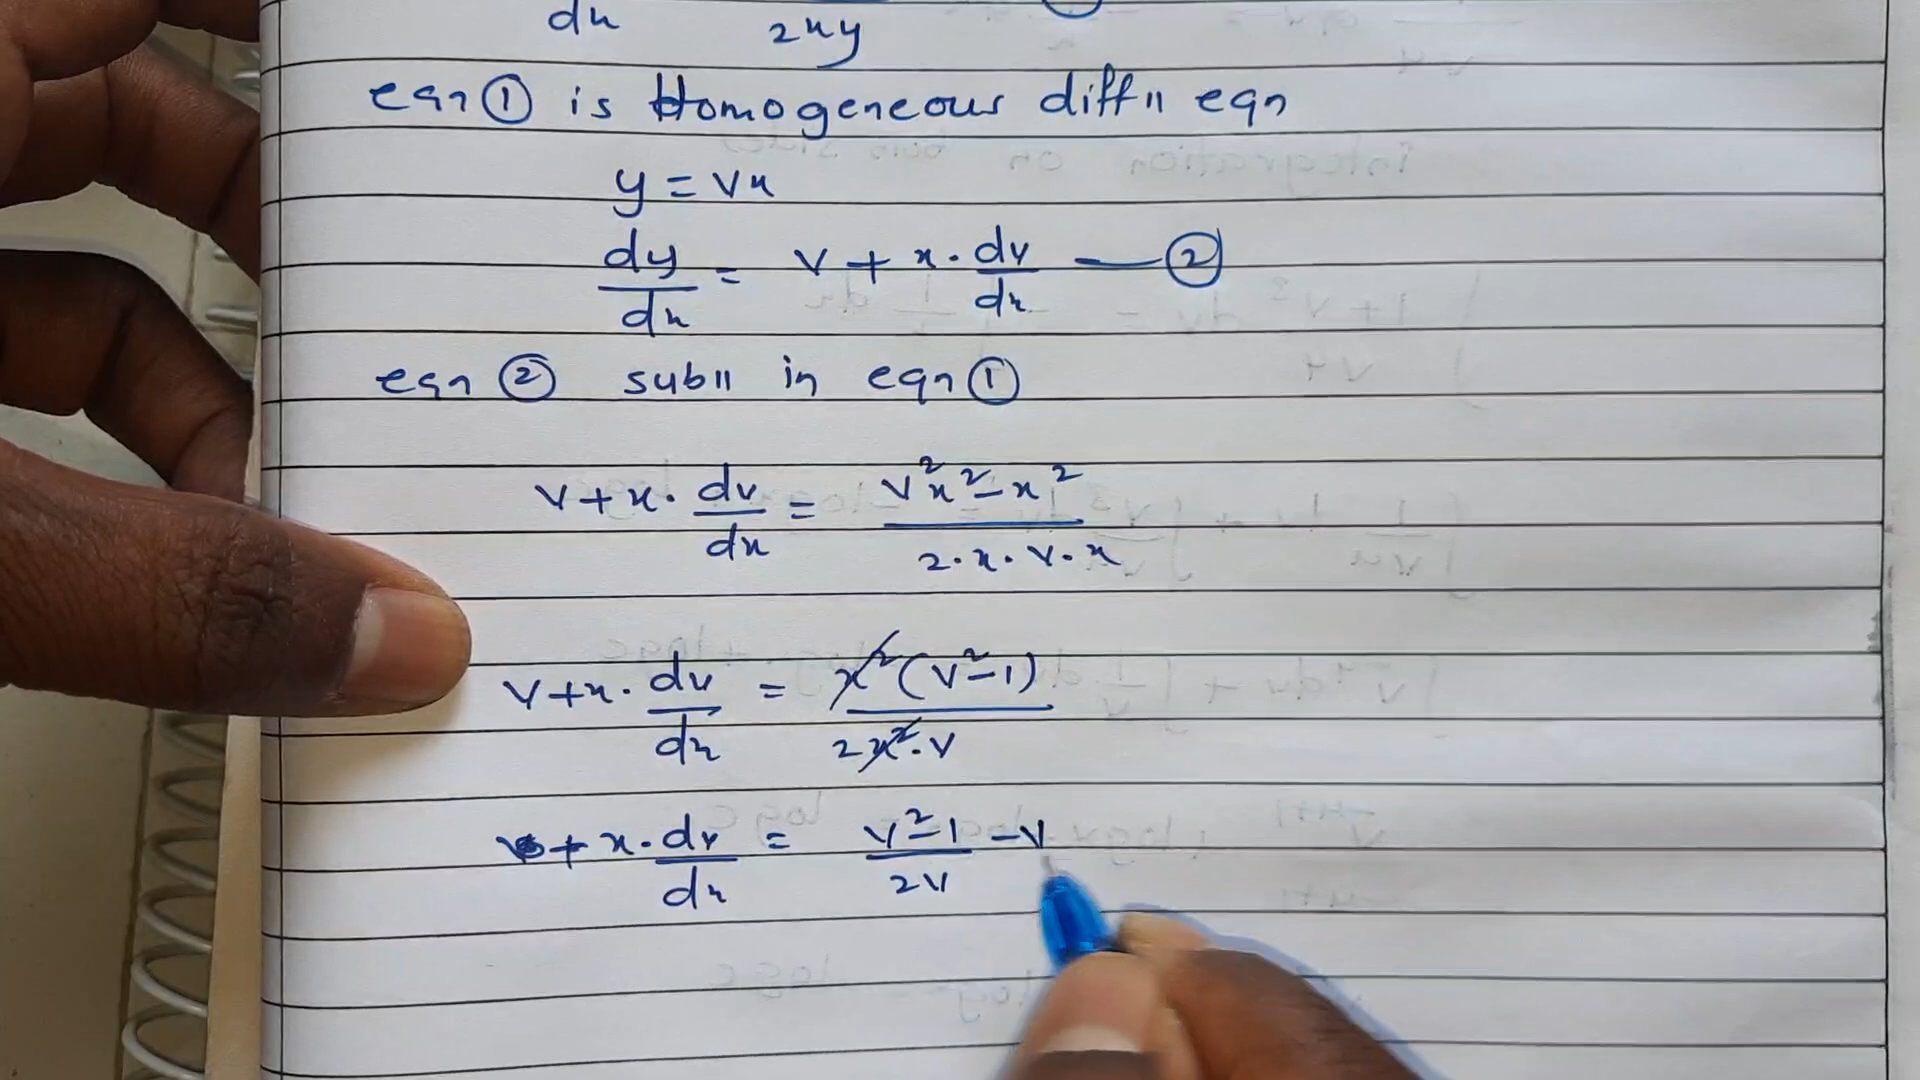 dx 2xy
eqn ① is Homogeneous diff〃 eqn
y = vx
dy/dx = v + x . dv/dx — ②
eqn ② sub〃 in eqn ①
v + x . dv/dx = v²x² - x² / 2 . x . v . x
v + x . dv/dx = x² (v² - 1) / 2x² . v
+ x . dv/dx = v² - 1 / 2v - v